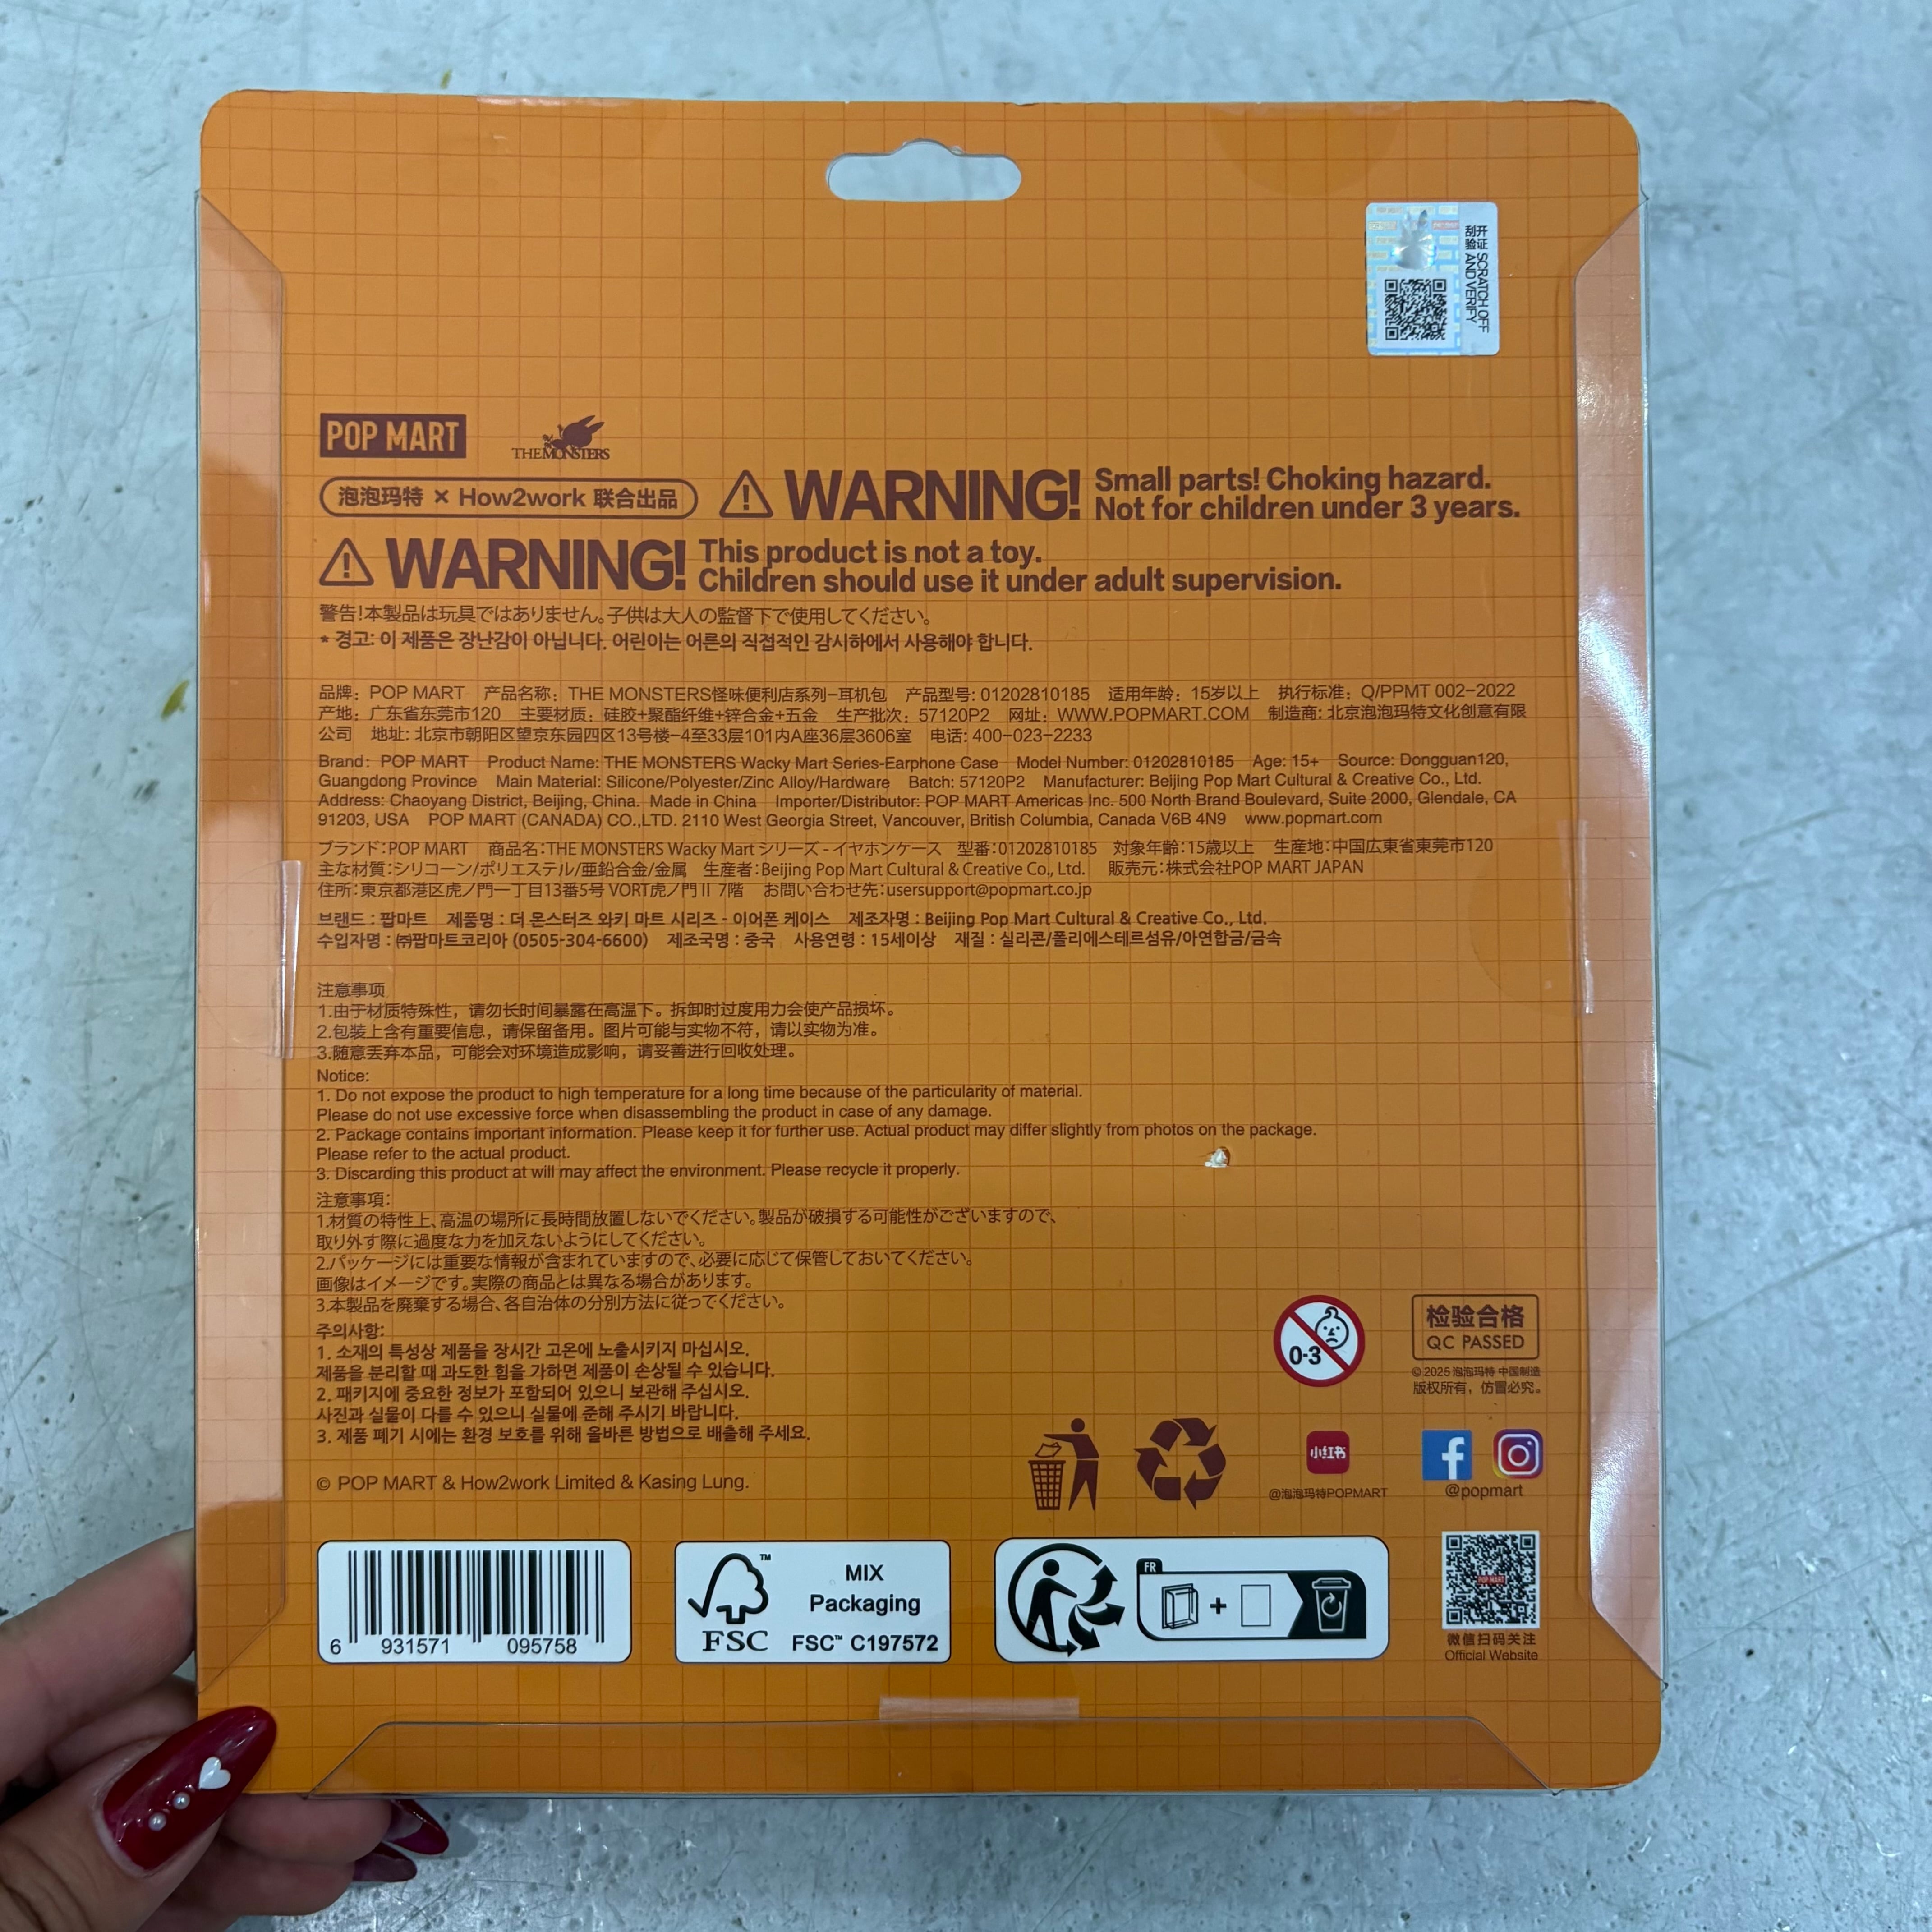 刮开 SCRATCH OFF
验证 AND VERIFY
POP MART
THE MONSTERS
泡泡玛特 × How2work 联合出品
WARNING! Small parts! Choking hazard.
Not for children under 3 years.
WARNING! This product is not a toy.
Children should use it under adult supervision.
警告!本製品は玩具ではありません。子供は大人の監督下で使用してください。
* 경고: 이 제품은 장난감이 아닙니다. 어린이는 어른의 직접적인 감시하에서 사용해야 합니다.
品牌：POP MART 产品名称：THE MONSTERS怪味便利店系列-耳机包 产品型号: 01202810185 适用年龄：15岁以上 执行标准：Q/PPMT 002-2022
产地：广东省东莞市120 主要材质：硅胶+聚酯纤维+锌合金+五金 生产批次：57120P2 网址：WWW.POPMART.COM 制造商: 北京泡泡玛特文化创意有限
公司 地址: 北京市朝阳区望京东园四区13号楼-4至33层101内A座36层3606室 电话: 400-023-2233
Brand: POP MART Product Name: THE MONSTERS Wacky Mart Series-Earphone Case Model Number: 01202810185 Age: 15+ Source: Dongguan120,
Guangdong Province Main Material: Silicone/Polyester/Zinc Alloy/Hardware Batch: 57120P2 Manufacturer: Beijing Pop Mart Cultural & Creative Co., Ltd.
Address: Chaoyang District, Beijing, China. Made in China Importer/Distributor: POP MART Americas Inc. 500 North Brand Boulevard, Suite 2000, Glendale, CA
91203, USA POP MART (CANADA) CO.,LTD. 2110 West Georgia Street, Vancouver, British Columbia, Canada V6B 4N9 www.popmart.com
ブランド：POP MART 商品名：THE MONSTERS Wacky Mart シリーズ - イヤホンケース 型番：01202810185 対象年齢：15歳以上 生産地：中国広東省東莞市120
主な材質：シリコーン/ポリエステル/亜鉛合金/金属 生産者：Beijing Pop Mart Cultural & Creative Co., Ltd. 販売元：株式会社POP MART JAPAN
住所：東京都港区虎ノ門一丁目13番5号 VORT虎ノ門Ⅱ 7階 お問い合わせ先：usersupport@popmart.co.jp
브랜드 : 팝마트 제품명 : 더 몬스터즈 와키 마트 시리즈 - 이어폰 케이스 제조자명 : Beijing Pop Mart Cultural & Creative Co., Ltd.
수입자명 : ㈜팝마트코리아 (0505-304-6600) 제조국명 : 중국 사용연령 : 15세이상 재질 : 실리콘/폴리에스테르섬유/아연합금/금속
注意事项
1.由于材质特殊性，请勿长时间暴露在高温下。拆卸时过度用力会使产品损坏。
2.包装上含有重要信息，请保留备用。图片可能与实物不符，请以实物为准。
3.随意丢弃本品，可能会对环境造成影响，请妥善进行回收处理。
Notice:
1. Do not expose the product to high temperature for a long time because of the particularity of material.
Please do not use excessive force when disassembling the product in case of any damage.
2. Package contains important information. Please keep it for further use. Actual product may differ slightly from photos on the package.
Please refer to the actual product.
3. Discarding this product at will may affect the environment. Please recycle it properly.
注意事項：
1.材質の特性上、高温の場所に長時間放置しないでください。製品が破損する可能性がございますので、
取り外す際に過度な力を加えないようにしてください。
2.パッケージには重要な情報が含まれていますので、必要に応じて保管しておいてください。
画像はイメージです。実際の商品とは異なる場合があります。
3.本製品を廃棄する場合、各自治体の分別方法に従ってください。
주의사항:
1. 소재의 특성상 제품을 장시간 고온에 노출시키지 마십시오.
제품을 분리할 때 과도한 힘을 가하면 제품이 손상될 수 있습니다.
2. 패키지에 중요한 정보가 포함되어 있으니 보관해 주십시오.
사진과 실물이 다를 수 있으니 실물에 준해 주시기 바랍니다.
3. 제품 폐기 시에는 환경 보호를 위해 올바른 방법으로 배출해 주세요.
© POP MART & How2work Limited & Kasing Lung.
0-3
检验合格
QC PASSED
© 2025 泡泡玛特 中国制造
版权所有，仿冒必究。
小红书
@泡泡玛特POPMART
@popmart
6 931571 095758
FSC
MIX
Packaging
FSC™ C197572
FR
+
POP MART
微信扫码关注
Official Website